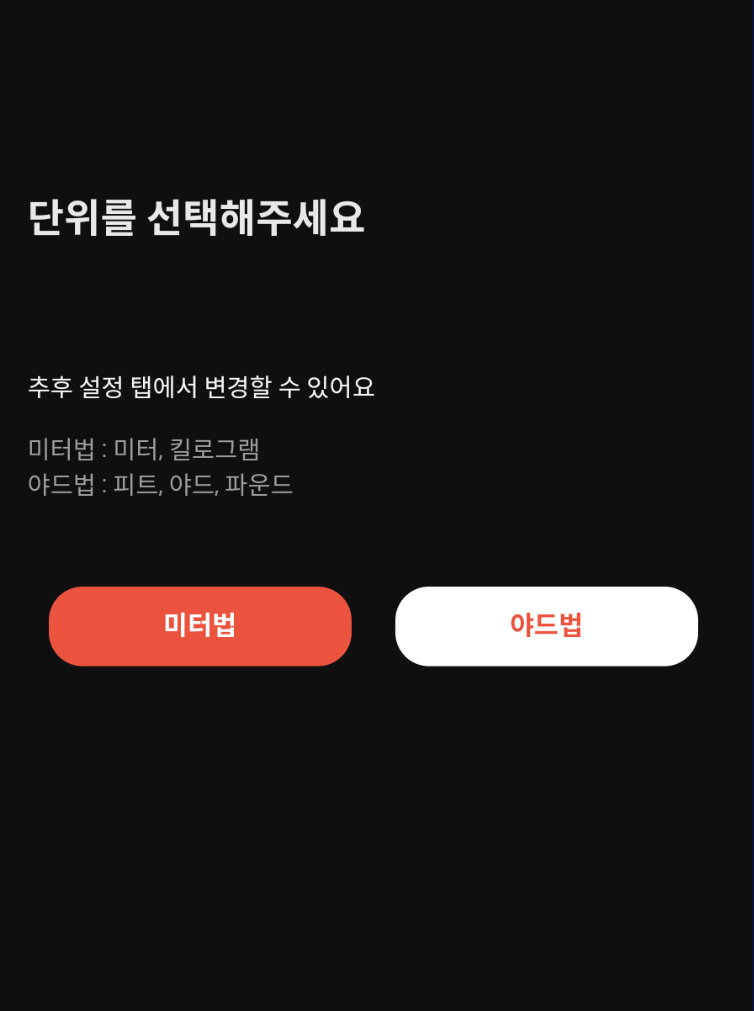 단위를 선택해주세요
추후 설정 탭에서 변경할 수 있어요
미터법 : 미터, 킬로그램
야드법 : 피트, 야드, 파운드
미터법
야드법